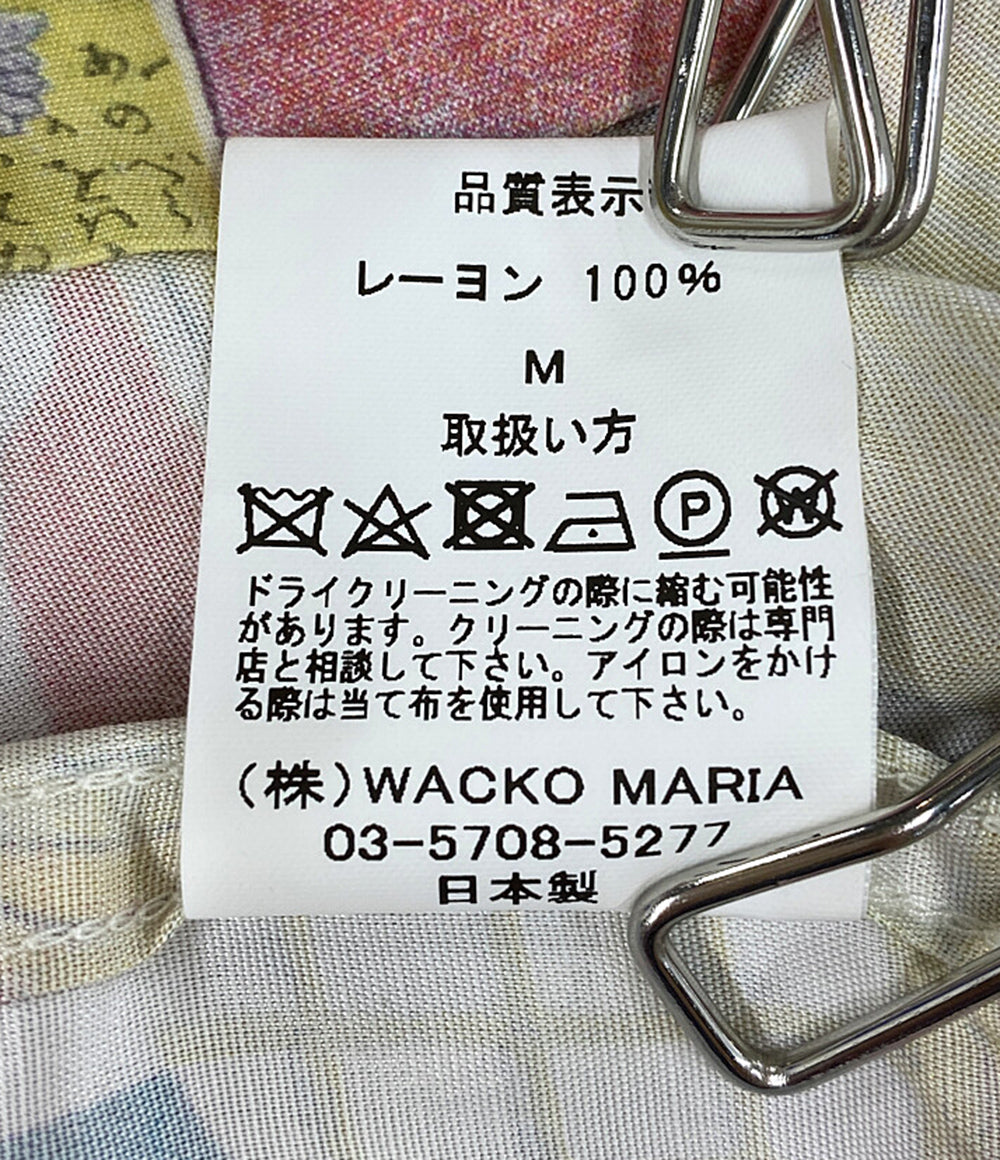 品質表示
レーヨン 100%
M
取扱い方
P
W
ドライクリーニングの際に縮む可能性
があります。クリーニングの際は専門
店と相談して下さい。アイロンをかけ
る際は当て布を使用して下さい。
(株)WACKO MARIA
03-5708-5277
日本製